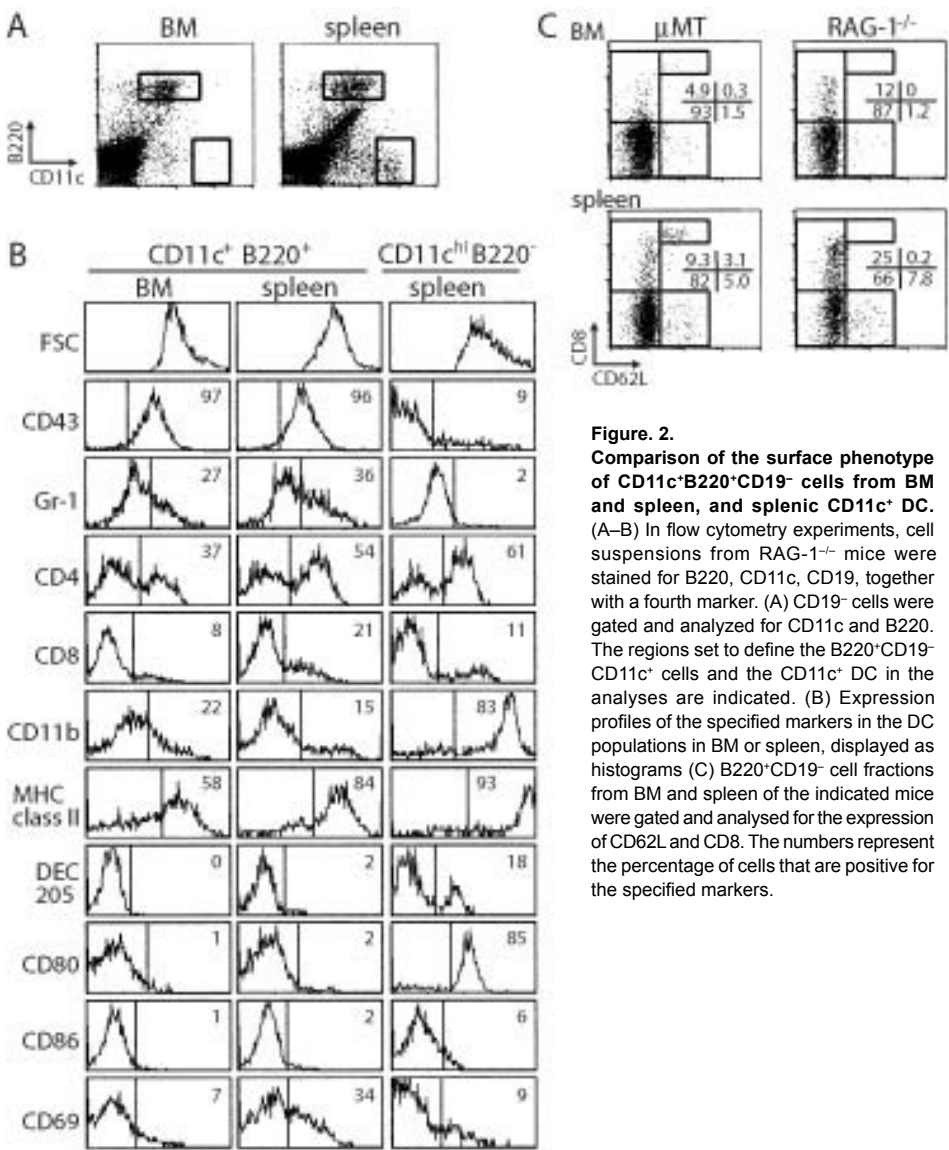 A
BM
spleen
B220
CD11c
B
CD11c⁺ B220⁺
CD11cʰⁱ B220⁻
BM
spleen
spleen
FSC
CD43
97
96
9
Gr-1
27
36
2
CD4
37
54
61
CD8
8
21
11
CD11b
22
15
83
MHC
class II
58
84
93
DEC
205
0
2
18
CD80
1
2
85
CD86
1
2
6
CD69
7
34
9
C
BM
μMT
RAG-1⁻/⁻
4.9 0.3
93 1.5
12 0
87 1.2
spleen
9.3 3.1
82 5.0
25 0.2
66 7.8
CD8
CD62L
Figure. 2.
Comparison of the surface phenotype
of CD11c⁺B220⁺CD19⁻ cells from BM
and spleen, and splenic CD11c⁺ DC.
(A–B) In flow cytometry experiments, cell
suspensions from RAG-1⁻/⁻ mice were
stained for B220, CD11c, CD19, together
with a fourth marker. (A) CD19⁻ cells were
gated and analyzed for CD11c and B220.
The regions set to define the B220⁺CD19⁻
CD11c⁺ cells and the CD11c⁺ DC in the
analyses are indicated. (B) Expression
profiles of the specified markers in the DC
populations in BM or spleen, displayed as
histograms (C) B220⁺CD19⁻ cell fractions
from BM and spleen of the indicated mice
were gated and analysed for the expression
of CD62L and CD8. The numbers represent
the percentage of cells that are positive for
the specified markers.